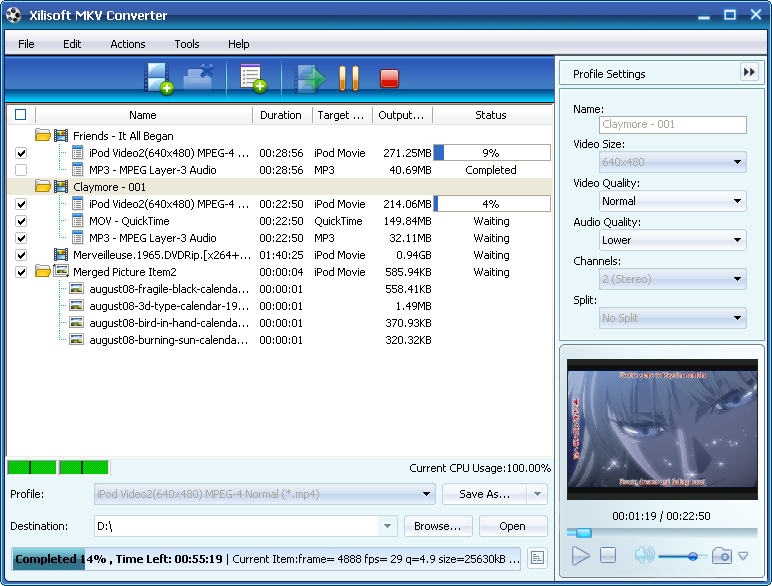 Xilisoft MKV Converter
File Edit Actions Tools Help
Name Duration Target ... Output... Status
Friends - It All Began
iPod Video2(640x480) MPEG-4 ... 00:28:56 iPod Movie 271.25MB 9%
MP3 - MPEG Layer-3 Audio 00:28:56 MP3 40.69MB Completed
Claymore - 001
iPod Video2(640x480) MPEG-4 ... 00:22:50 iPod Movie 214.06MB 4%
MOV - QuickTime 00:22:50 QuickTime 149.84MB Waiting
MP3 - MPEG Layer-3 Audio 00:22:50 MP3 32.11MB Waiting
Merveilleuse.1965.DVDRip.[x264+... 01:40:25 iPod Movie 0.94GB Waiting
Merged Picture Item2 00:00:04 iPod Movie 585.94KB Waiting
august08-fragile-black-calenda... 00:00:01 558.41KB
august08-3d-type-calendar-19... 00:00:01 1.49MB
august08-bird-in-hand-calenda... 00:00:01 370.93KB
august08-burning-sun-calenda... 00:00:01 320.32KB
Current CPU Usage:100.00%
Profile: iPod Video2(640x480) MPEG-4 Normal (*.mp4) Save As...
Destination: D:\ Browse... Open
Completed 14% , Time Left: 00:55:19 | Current Item:frame= 4888 fps= 29 q=4.9 size=25630kB ...
Profile Settings
Name:
Claymore - 001
Video Size:
640x480
Video Quality:
Normal
Audio Quality:
Lower
Channels:
2 (Stereo)
Split:
No Split
00:01:19 / 00:22:50